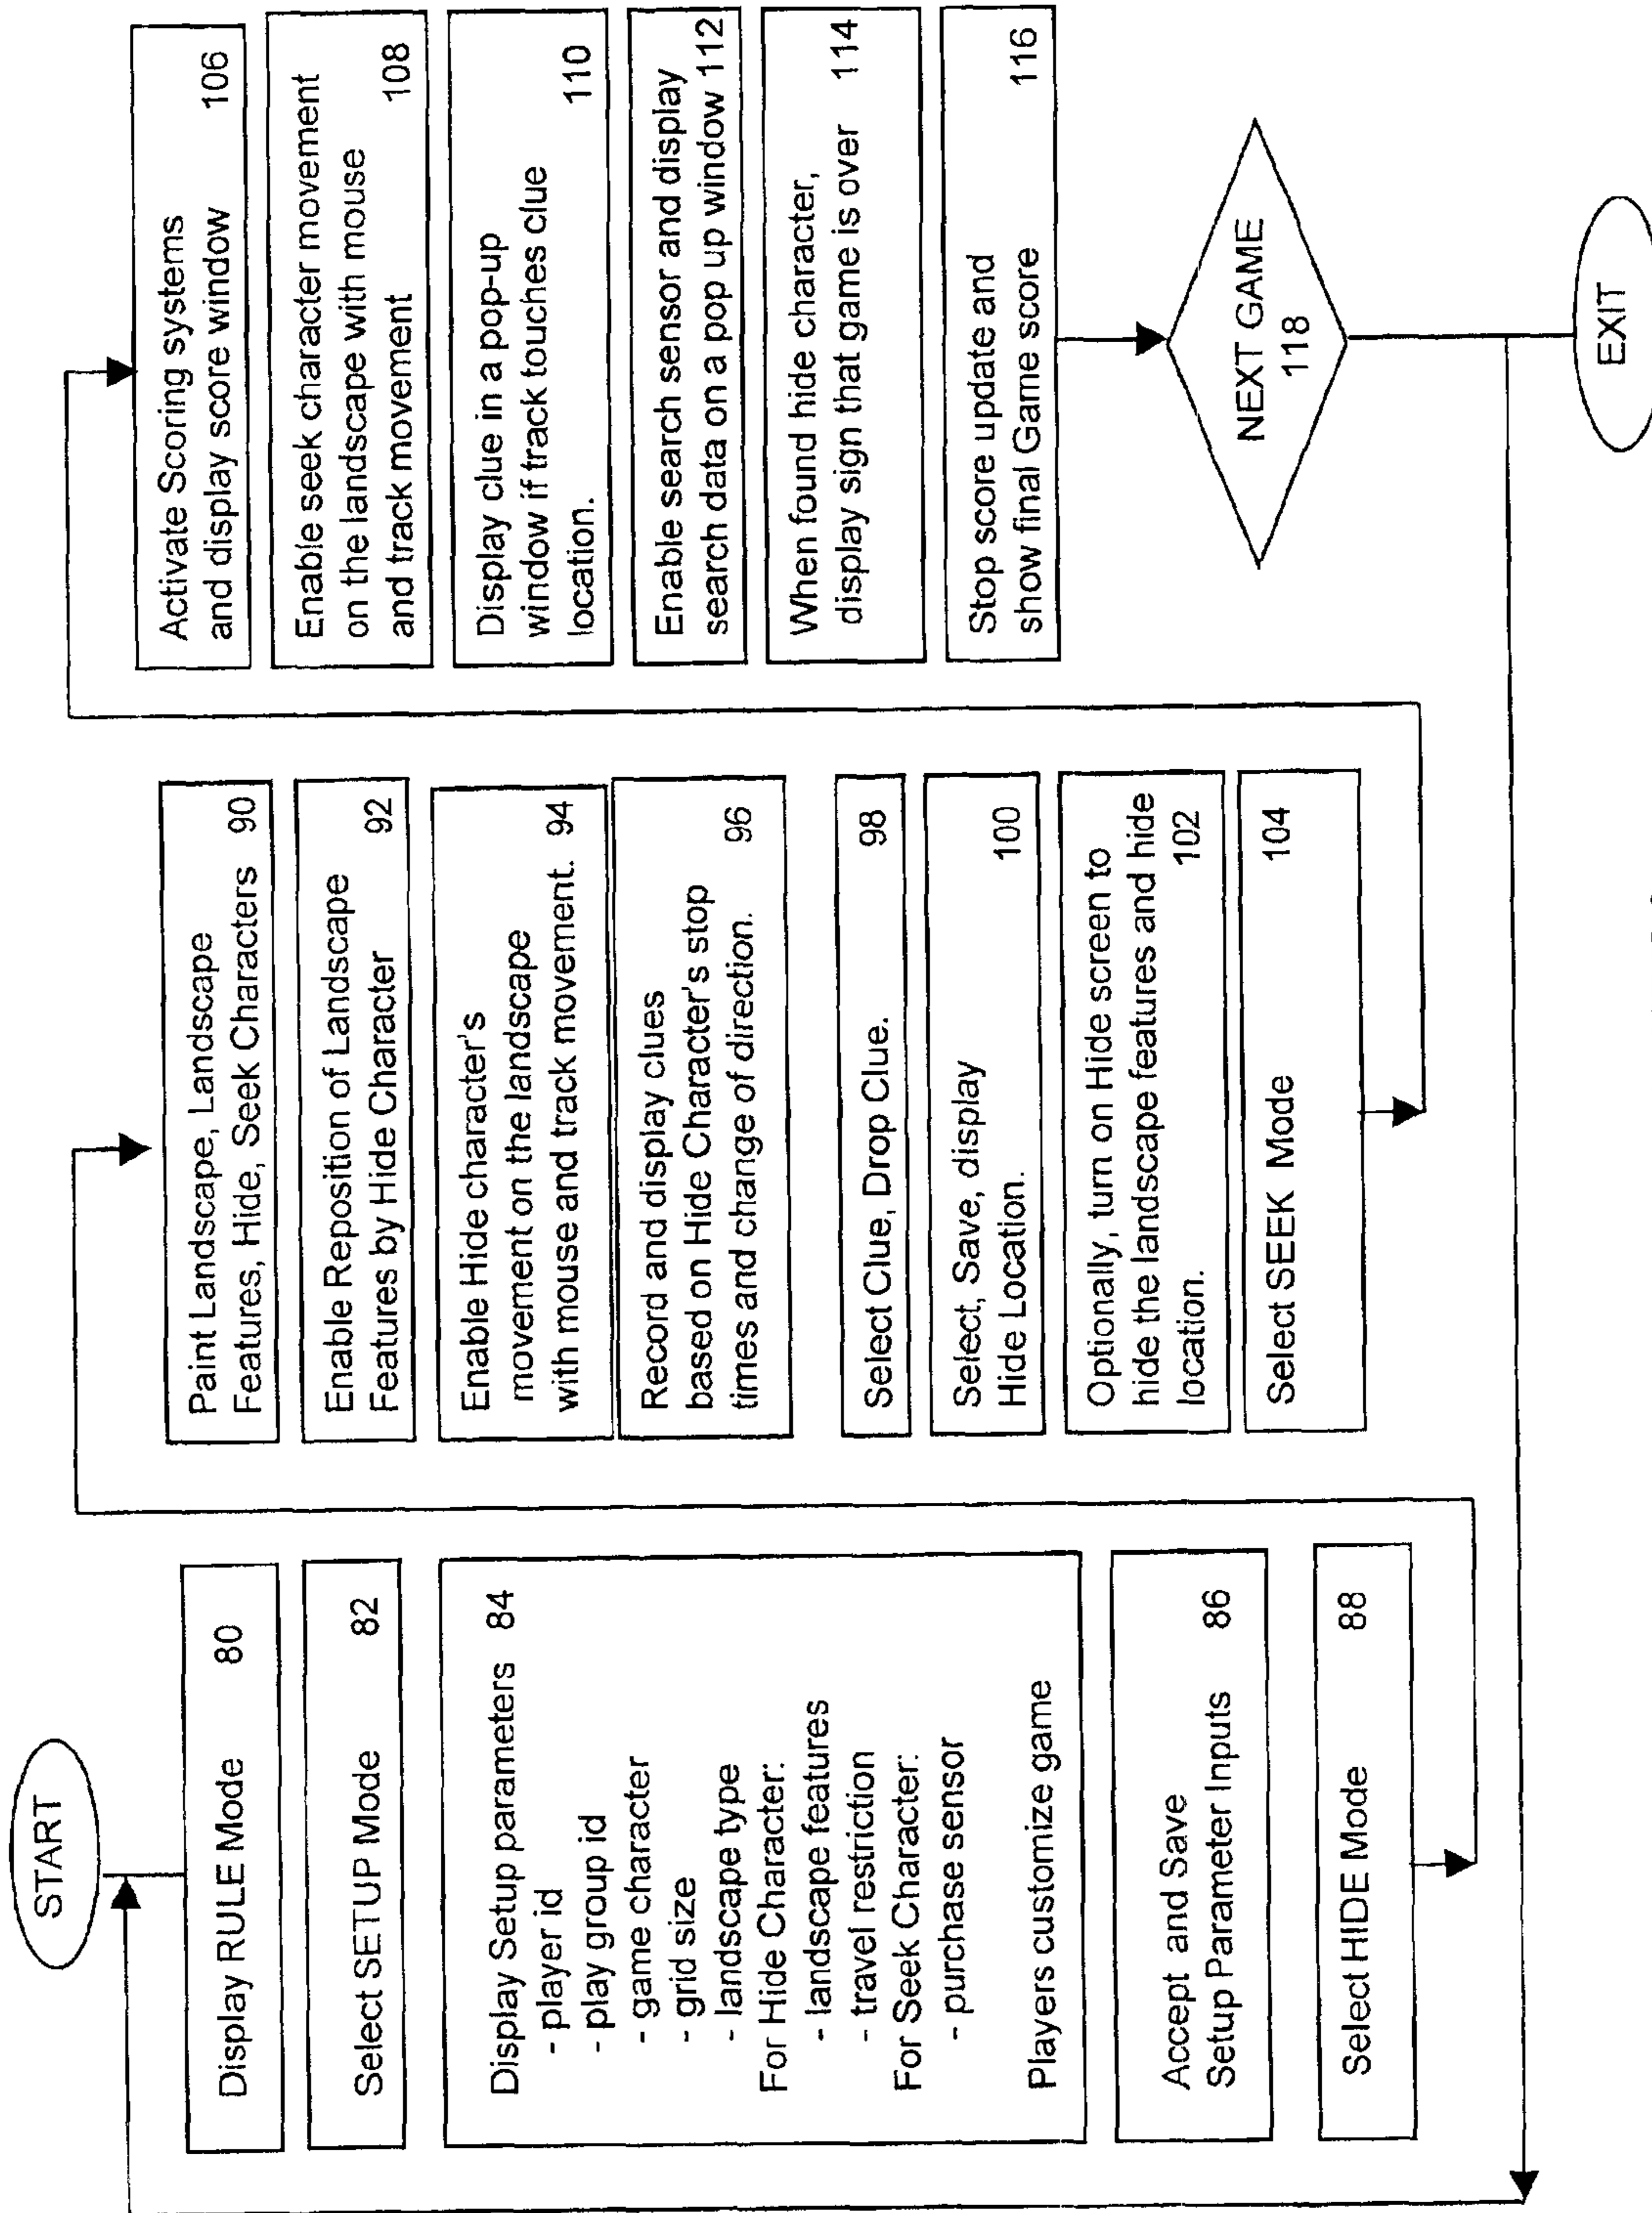 START
Display RULE Mode 80
Select SETUP Mode 82
Display Setup parameters 84
- player id
- play group id
- game character
- grid size
- landscape type
For Hide Character:
- landscape features
- travel restriction
For Seek Character:
- purchase sensor
Players customize game
Accept and Save
Setup Parameter Inputs 86
Select HIDE Mode 88
Paint Landscape, Landscape
Features, Hide, Seek Characters 90
Enable Reposition of Landscape
Features by Hide Character 92
Enable Hide character's
movement on the landscape
with mouse and track movement. 94
Record and display clues
based on Hide Character's stop
times and change of direction. 96
Select Clue, Drop Clue. 98
Select, Save, display
Hide Location. 100
Optionally, turn on Hide screen to
hide the landscape features and hide
location. 102
Select SEEK Mode 104
Activate Scoring systems
and display score window 106
Enable seek character movement
on the landscape with mouse
and track movement 108
Display clue in a pop-up
window if track touches clue
location. 110
Enable search sensor and display
search data on a pop up window 112
When found hide character,
display sign that game is over 114
Stop score update and
show final Game score 116
NEXT GAME
118
EXIT